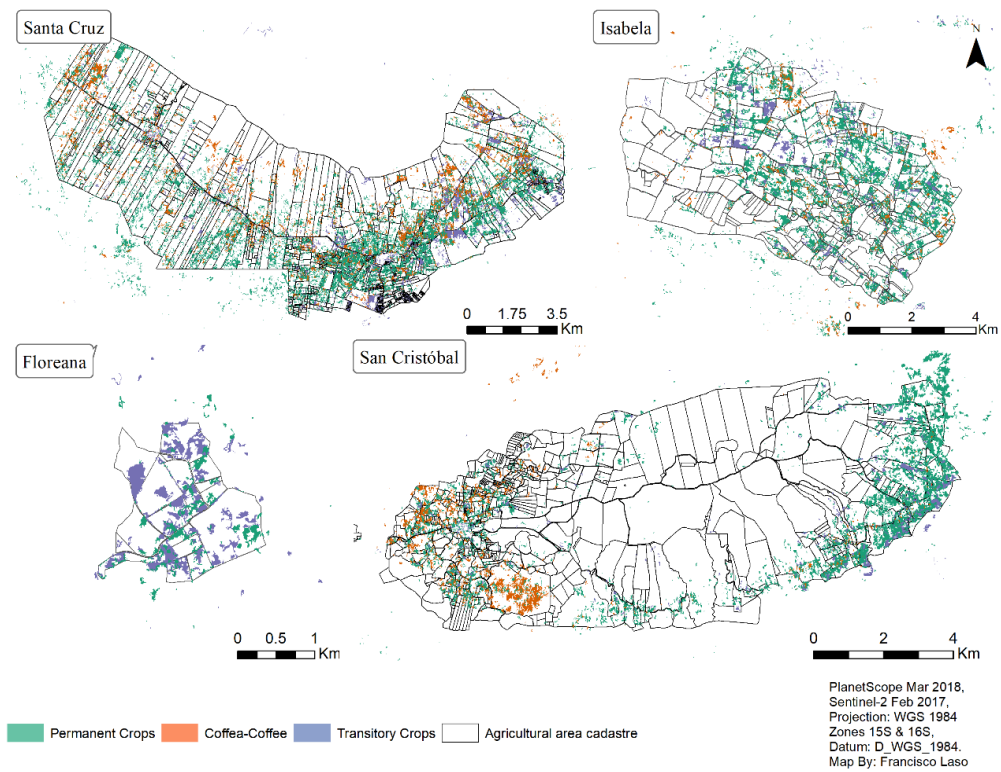 Santa Cruz
Isabela
N
0 1.75 3.5
Km
0 2 4
Km
Floreana
San Cristóbal
0 0.5 1
Km
0 2 4
Km
PlanetScope Mar 2018,
Sentinel-2 Feb 2017,
Projection: WGS 1984
Zones 15S & 16S,
Datum: D_WGS_1984.
Map By: Francisco Laso
Permanent Crops Coffea-Coffee Transitory Crops Agricultural area cadastre